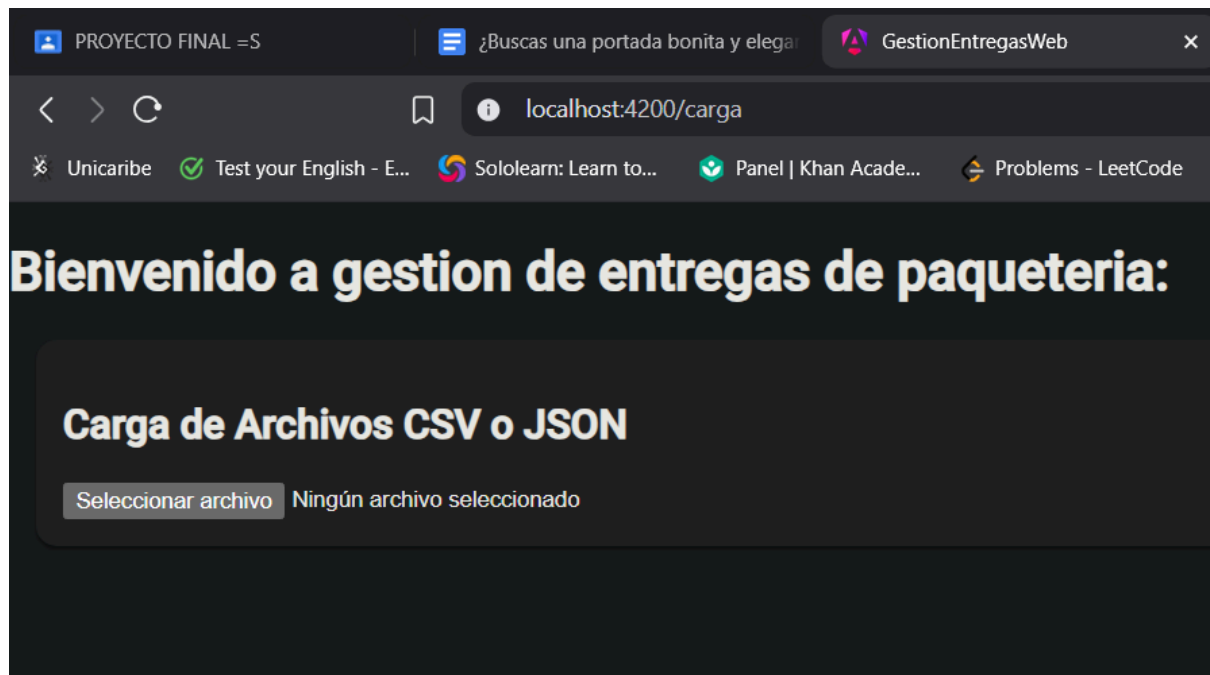 PROYECTO FINAL =S
¿Buscas una portada bonita y elegan
GestionEntregasWeb
localhost:4200/carga
Unicaribe
Test your English - E...
Sololearn: Learn to...
Panel | Khan Acade...
Problems - LeetCode
Bienvenido a gestion de entregas de paqueteria:
Carga de Archivos CSV o JSON
Seleccionar archivo Ningún archivo seleccionado